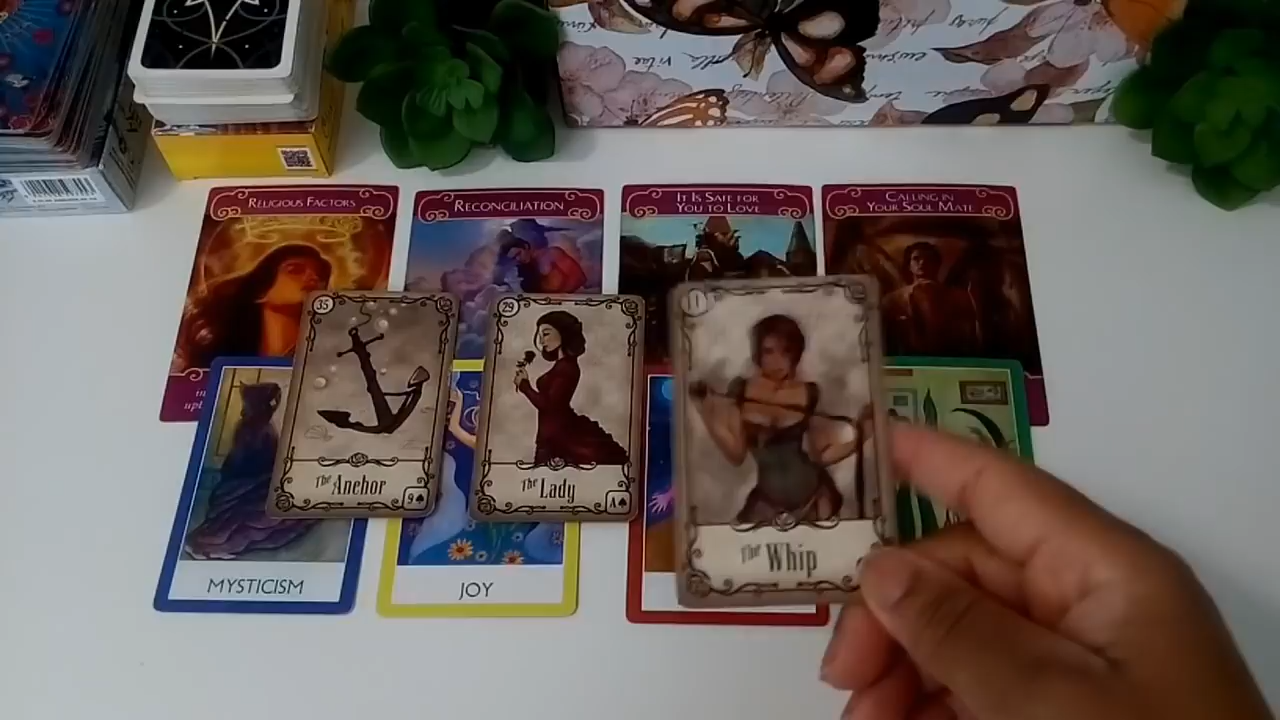 RELIGIOUS FACTORS
RECONCILIATION
IT IS SAFE FOR
YOU TO LOVE
CALLING IN
YOUR SOUL MATE
35
The Anchor
9♠
29
The Lady
A♠
11
The Whip
MYSTICISM
JOY